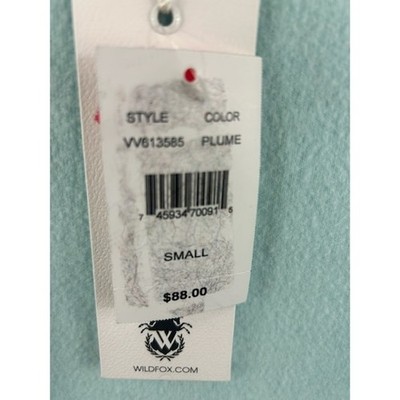 STYLE COLOR
VV613585 PLUME
7 45934 70091 6
SMALL
$88.00
W
WILDFOX.COM